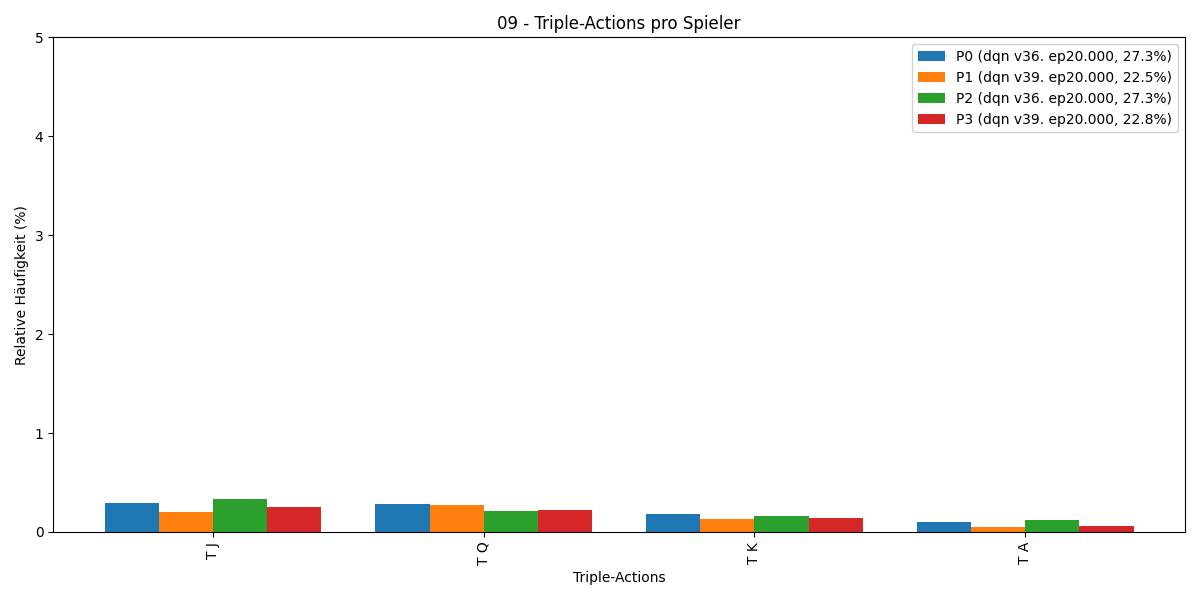 09 - Triple-Actions pro Spieler
P0 (dqn v36. ep20.000, 27.3%)
P1 (dqn v39. ep20.000, 22.5%)
P2 (dqn v36. ep20.000, 27.3%)
P3 (dqn v39. ep20.000, 22.8%)
Relative Häufigkeit (%)
5
4
3
2
1
0
T J
T Q
T K
T A
Triple-Actions